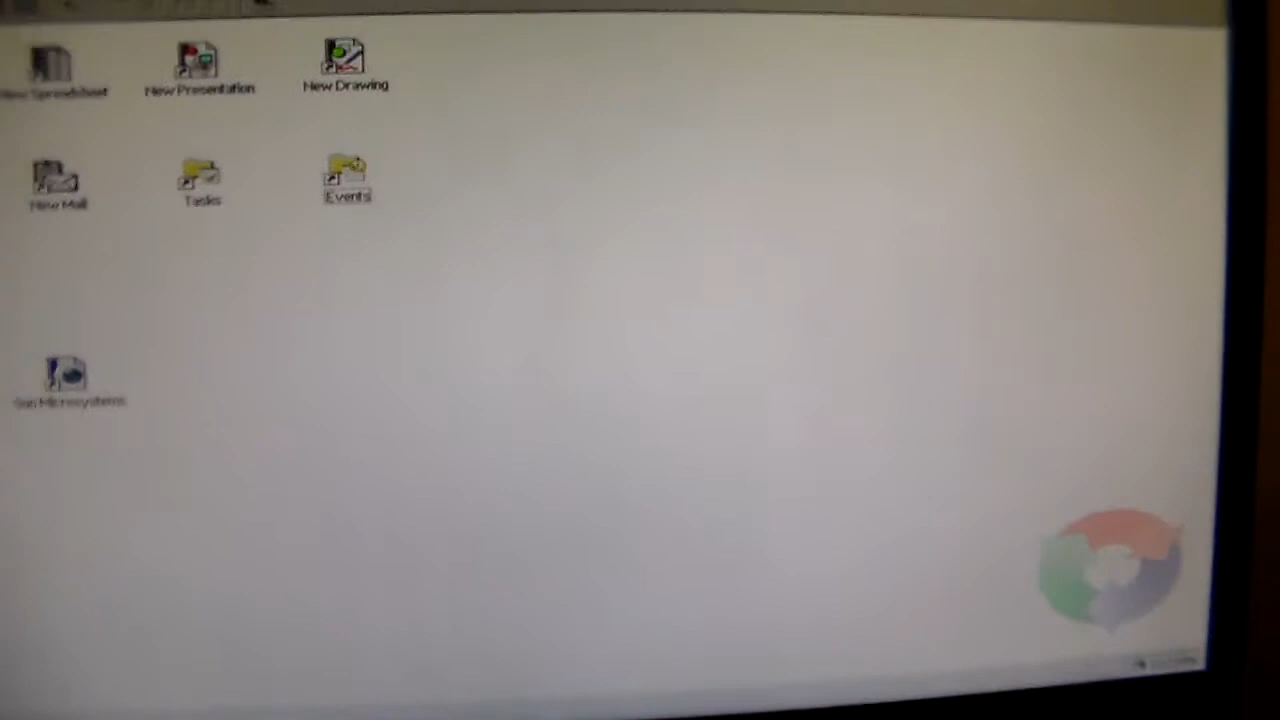 New Spreadsheet
New Presentation
New Drawing
New Mail
Tasks
Events
Sun Microsystems